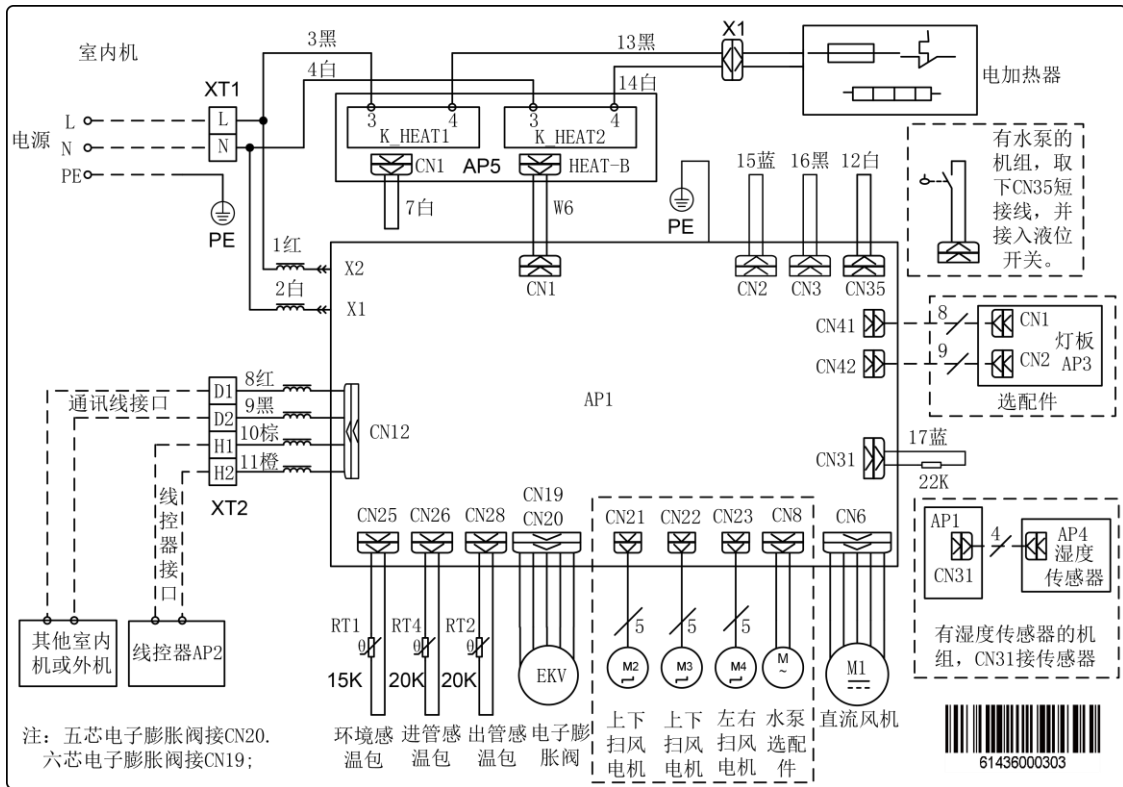 室内机
电源
L
N
PE
XT1
L
N
PE
3黑
4白
13黑
14白
X1
电加热器
3
4
K_HEAT1
3
4
K_HEAT2
CN1
AP5
HEAT-B
7白
W6
PE
15蓝
16黑
12白
有水泵的
机组，取
下CN35短
接线，并
接入液位
开关。
1红
X2
2白
X1
CN1
CN2
CN3
CN35
CN41
8
CN1
灯板
AP3
CN42
9
CN2
选配件
AP1
通讯线接口
D1
8红
D2
9黑
H1
10棕
H2
11橙
XT2
CN12
线控器接口
CN31
17蓝
22K
其他室内
机或外机
线控器AP2
CN25
CN26
CN28
CN19
CN20
CN21
CN22
CN23
CN8
CN6
RT1
θ
15K
RT4
θ
20K
RT2
θ
20K
EKV
5
M2
5
M3
5
M4
M
~
M1
环境感
温包
进管感
温包
出管感
温包
电子膨
胀阀
上下
扫风
电机
上下
扫风
电机
左右
扫风
电机
水泵
选配
件
直流风机
AP1
CN31
4
AP4
湿度
传感器
有湿度传感器的机
组，CN31接传感器
注：五芯电子膨胀阀接CN20.
六芯电子膨胀阀接CN19;
61436000303